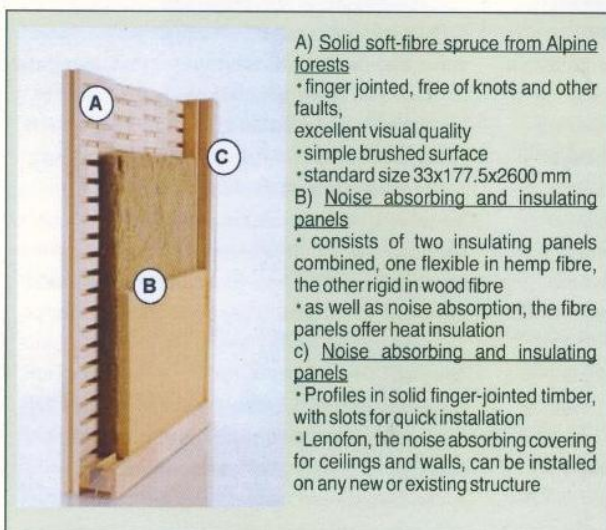 A) Solid soft-fibre spruce from Alpine
forests
•finger jointed, free of knots and other
faults,
excellent visual quality
•simple brushed surface
•standard size 33x177.5x2600 mm
B) Noise absorbing and insulating
panels
• consists of two insulating panels
combined, one flexible in hemp fibre,
the other rigid in wood fibre
•as well as noise absorption, the fibre
panels offer heat insulation
c) Noise absorbing and insulating
panels
•Profiles in solid finger-jointed timber,
with slots for quick installation
•Lenofon, the noise absorbing covering
for ceilings and walls, can be installed
on any new or existing structure
A
C
B